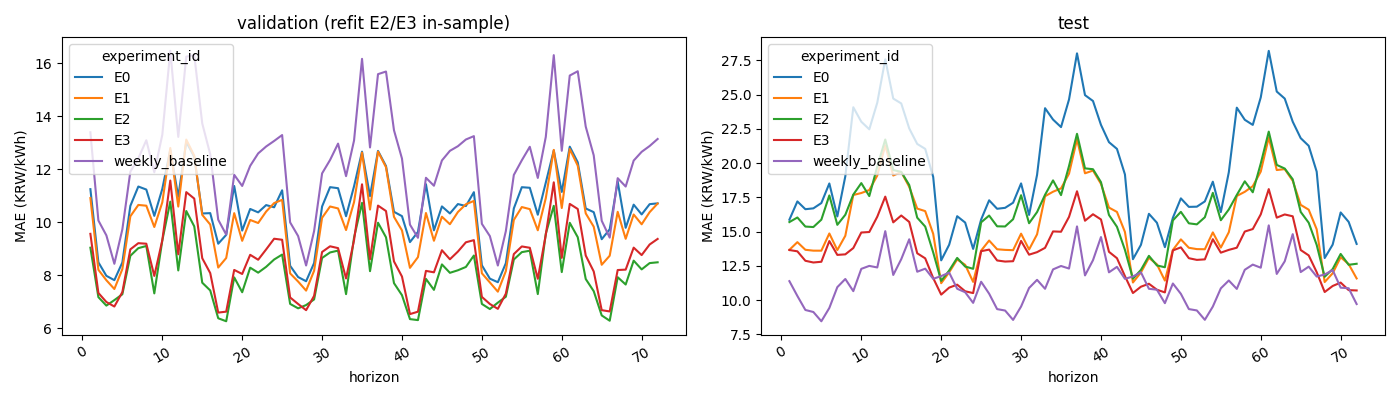 validation (refit E2/E3 in-sample)
MAE (KRW/kWh)
16
14
12
10
8
6
experiment_id
E0
E1
E2
E3
weekly_baseline
0
10
20
30
40
50
60
70
horizon
test
MAE (KRW/kWh)
27.5
25.0
22.5
20.0
17.5
15.0
12.5
10.0
7.5
experiment_id
E0
E1
E2
E3
weekly_baseline
0
10
20
30
40
50
60
70
horizon